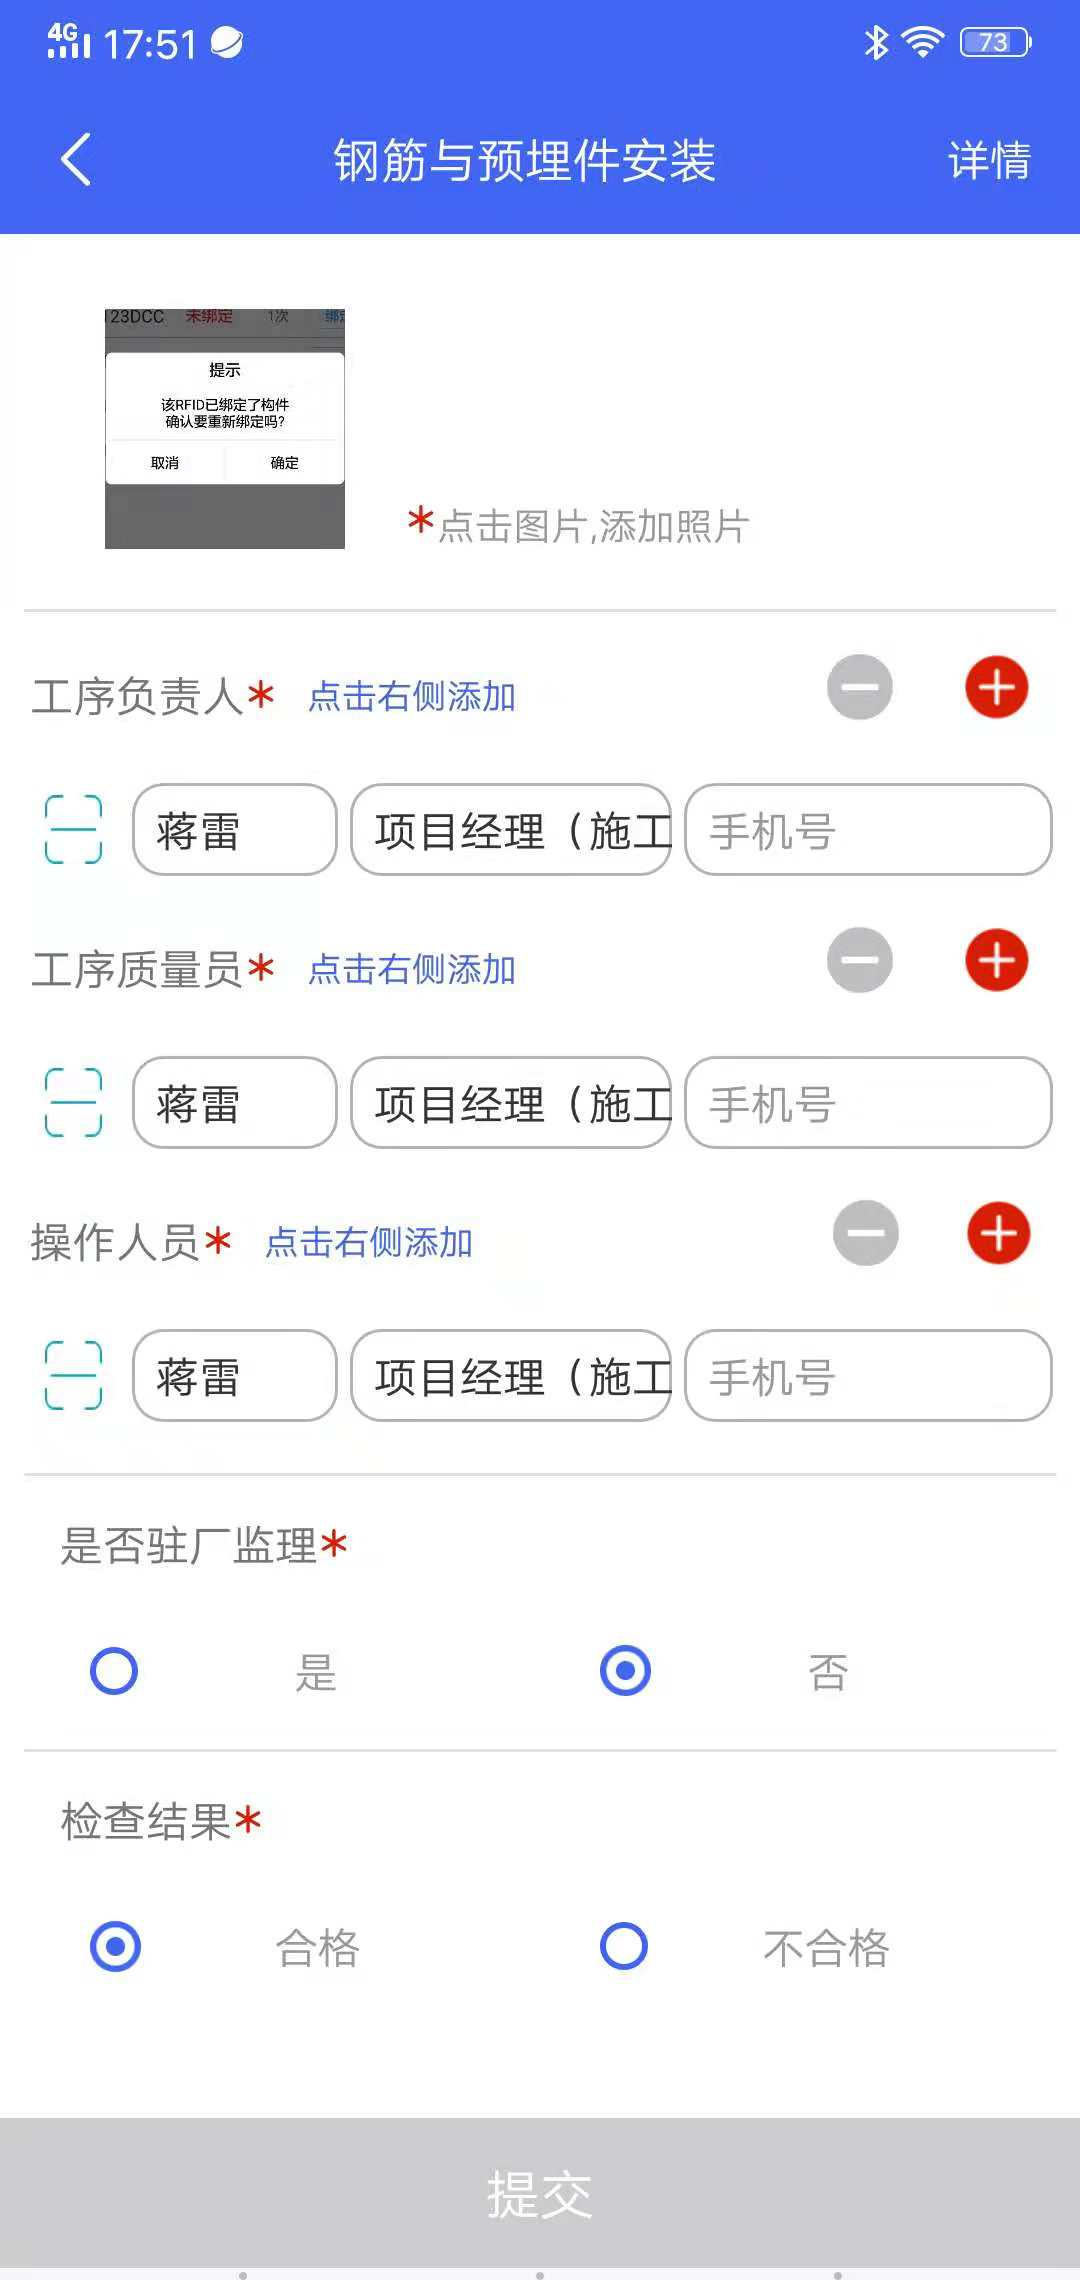 4G 17:51 73
钢筋与预埋件安装 详情
123DCC 未绑定 1次 绑定
提示
该RFID已绑定了构件
确认要重新绑定吗?
取消 确定
*点击图片,添加照片
工序负责人* 点击右侧添加
蒋雷 项目经理（施工 手机号
工序质量员* 点击右侧添加
蒋雷 项目经理（施工 手机号
操作人员* 点击右侧添加
蒋雷 项目经理（施工 手机号
是否驻厂监理*
是 否
检查结果*
合格 不合格
提交